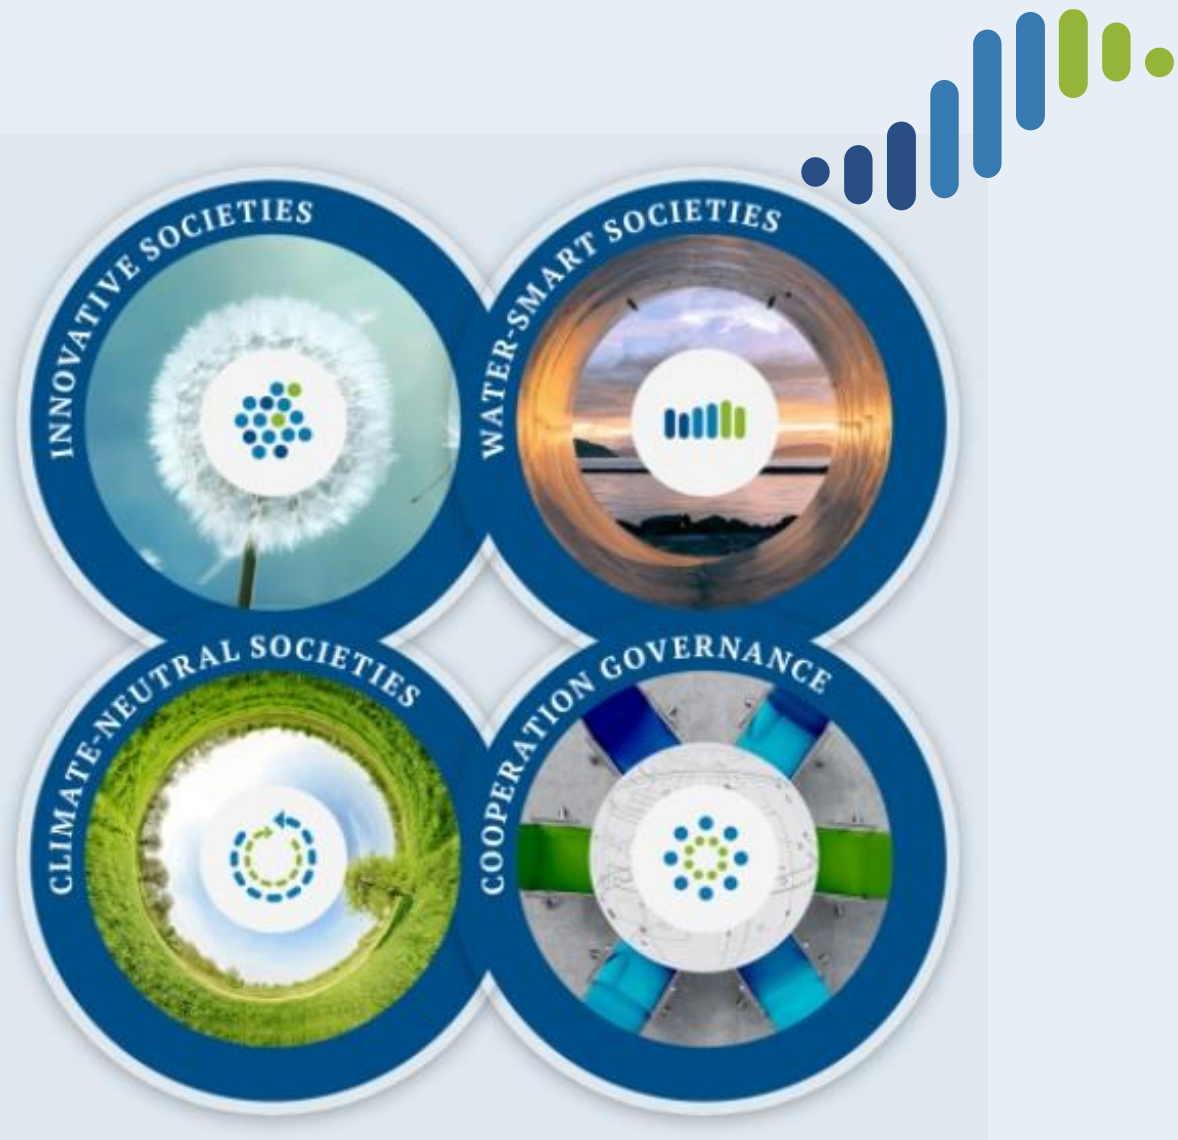 INNOVATIVE SOCIETIES
WATER-SMART SOCIETIES
CLIMATE-NEUTRAL SOCIETIES
COOPERATION GOVERNANCE